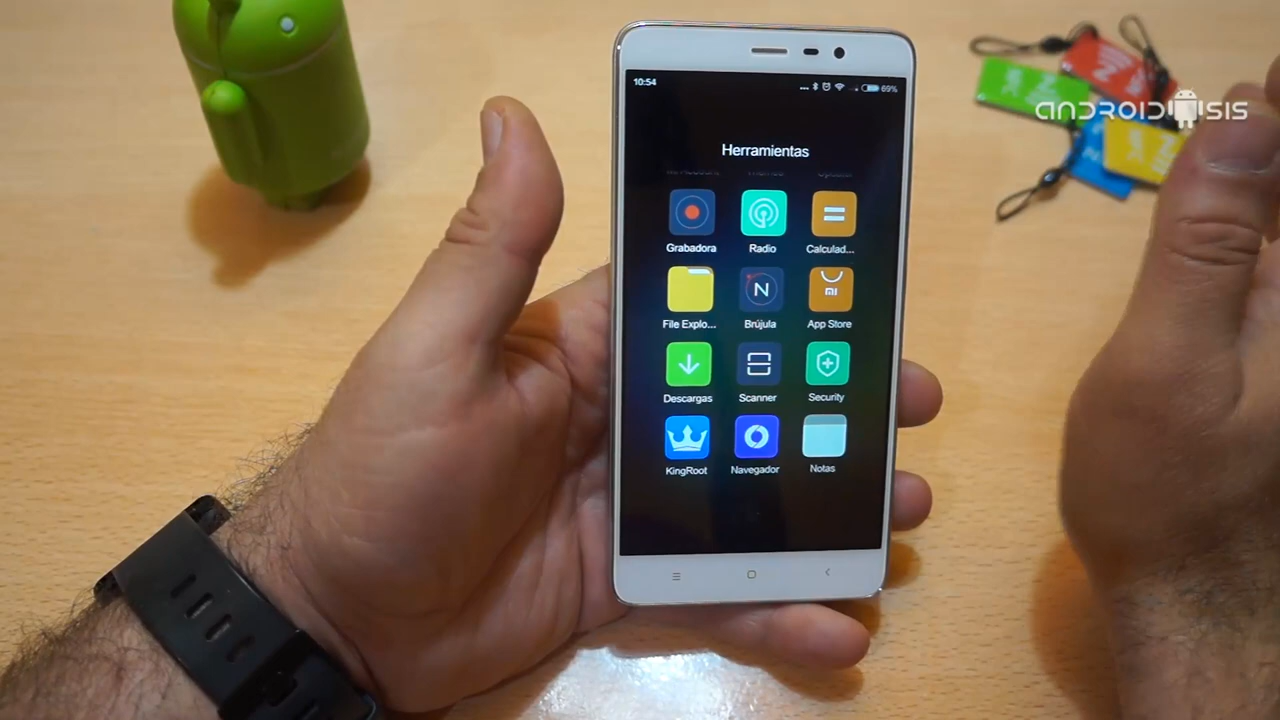 10:54
69%
ANDROIDSIS
Herramientas
Grabadora
Radio
Calculad...
File Explo...
N
mi
Brújula
App Store
Descargas
Scanner
Security
KingRoot
Navegador
Notas